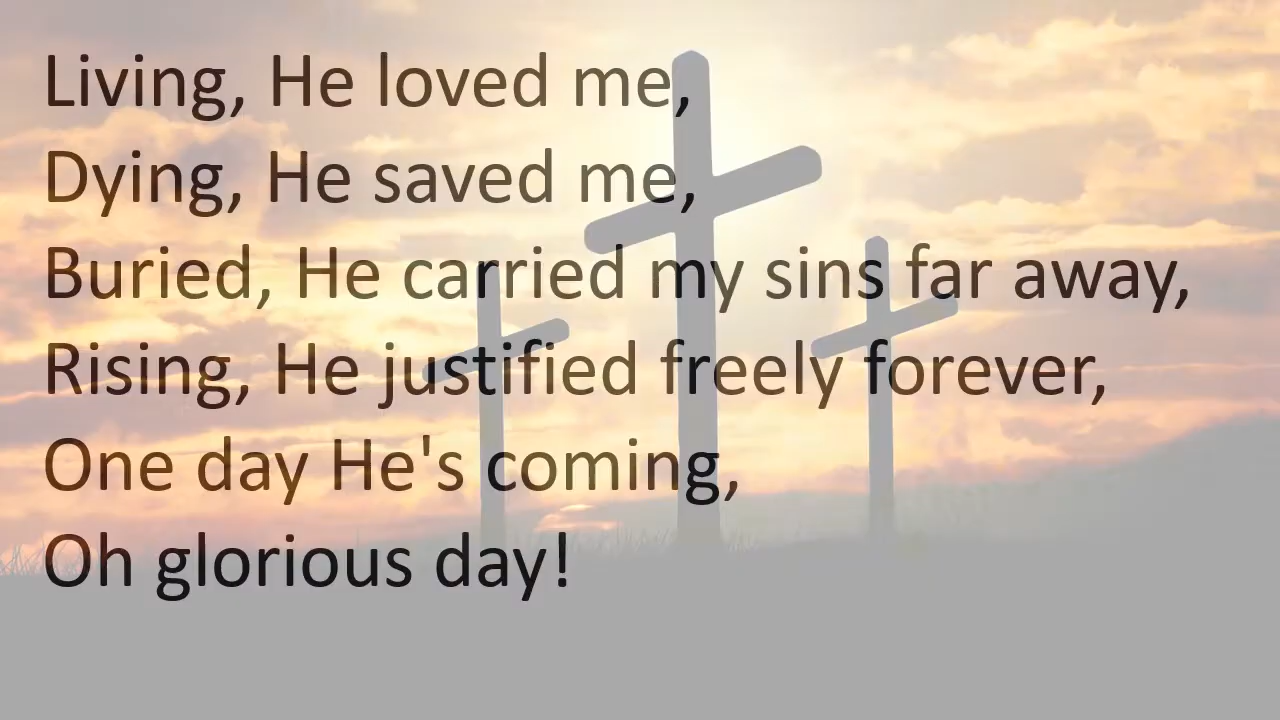 Living, He loved me,
Dying, He saved me,
Buried, He carried my sins far away,
Rising, He justified freely forever,
One day He's coming,
Oh glorious day!